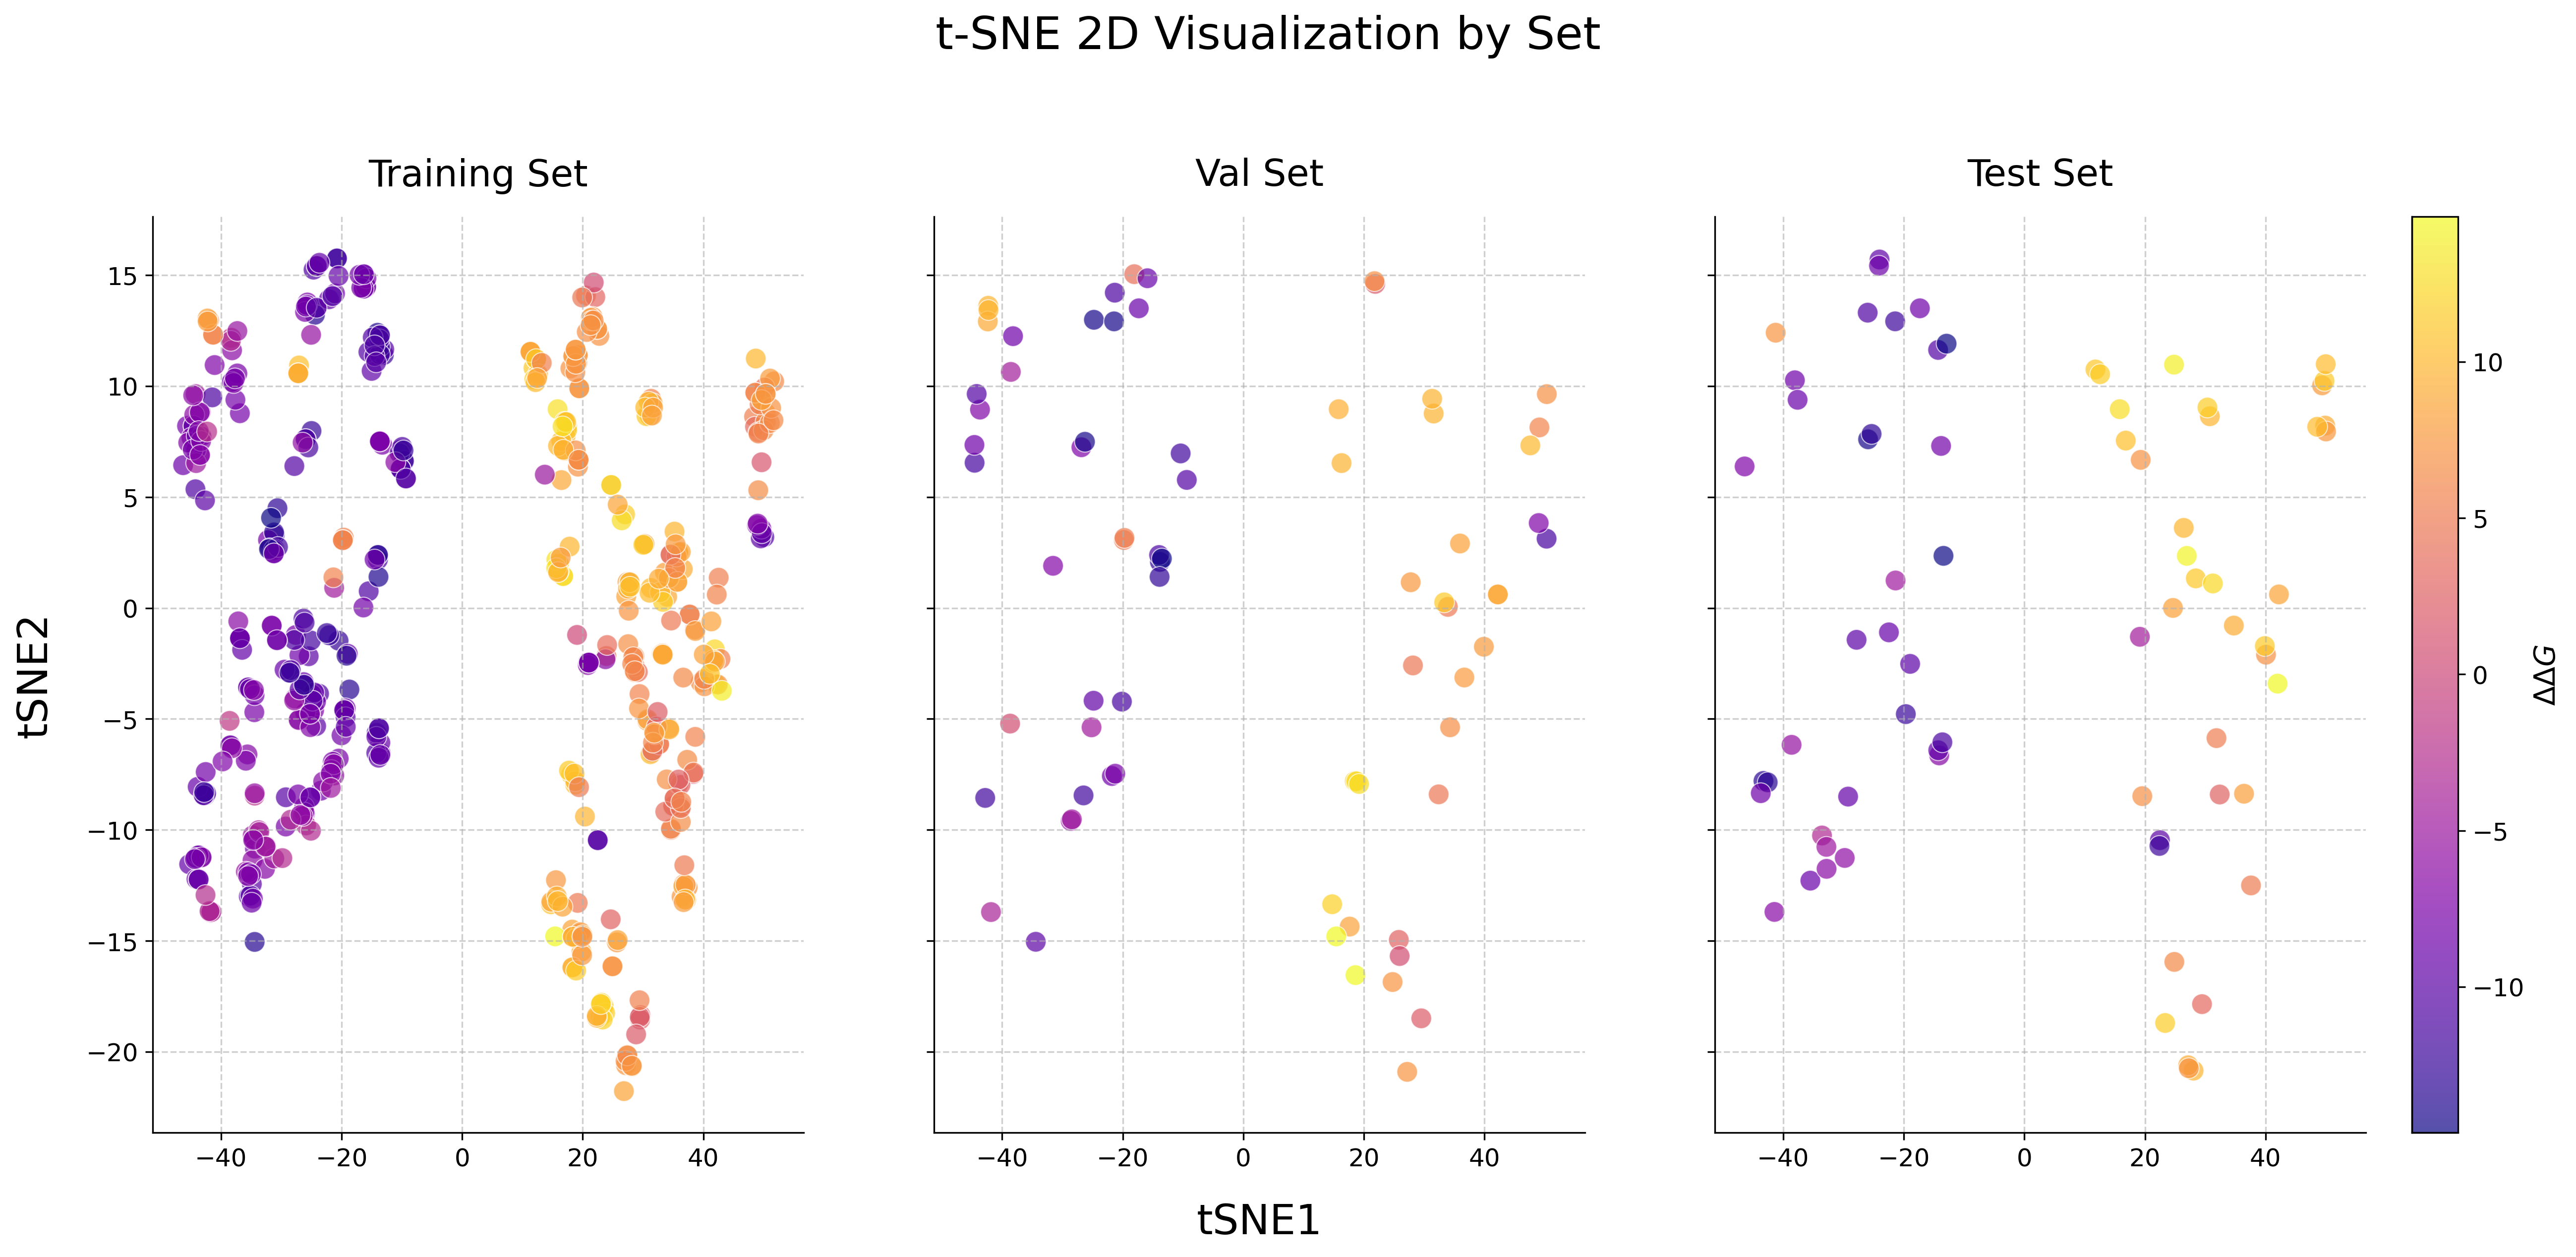 t-SNE 2D Visualization by Set
Training Set
Val Set
Test Set
tSNE2
15
10
5
0
−5
−10
−15
−20
−40 −20 0 20 40
−40 −20 0 20 40
−40 −20 0 20 40
tSNE1
10
5
0
−5
−10
ΔΔG